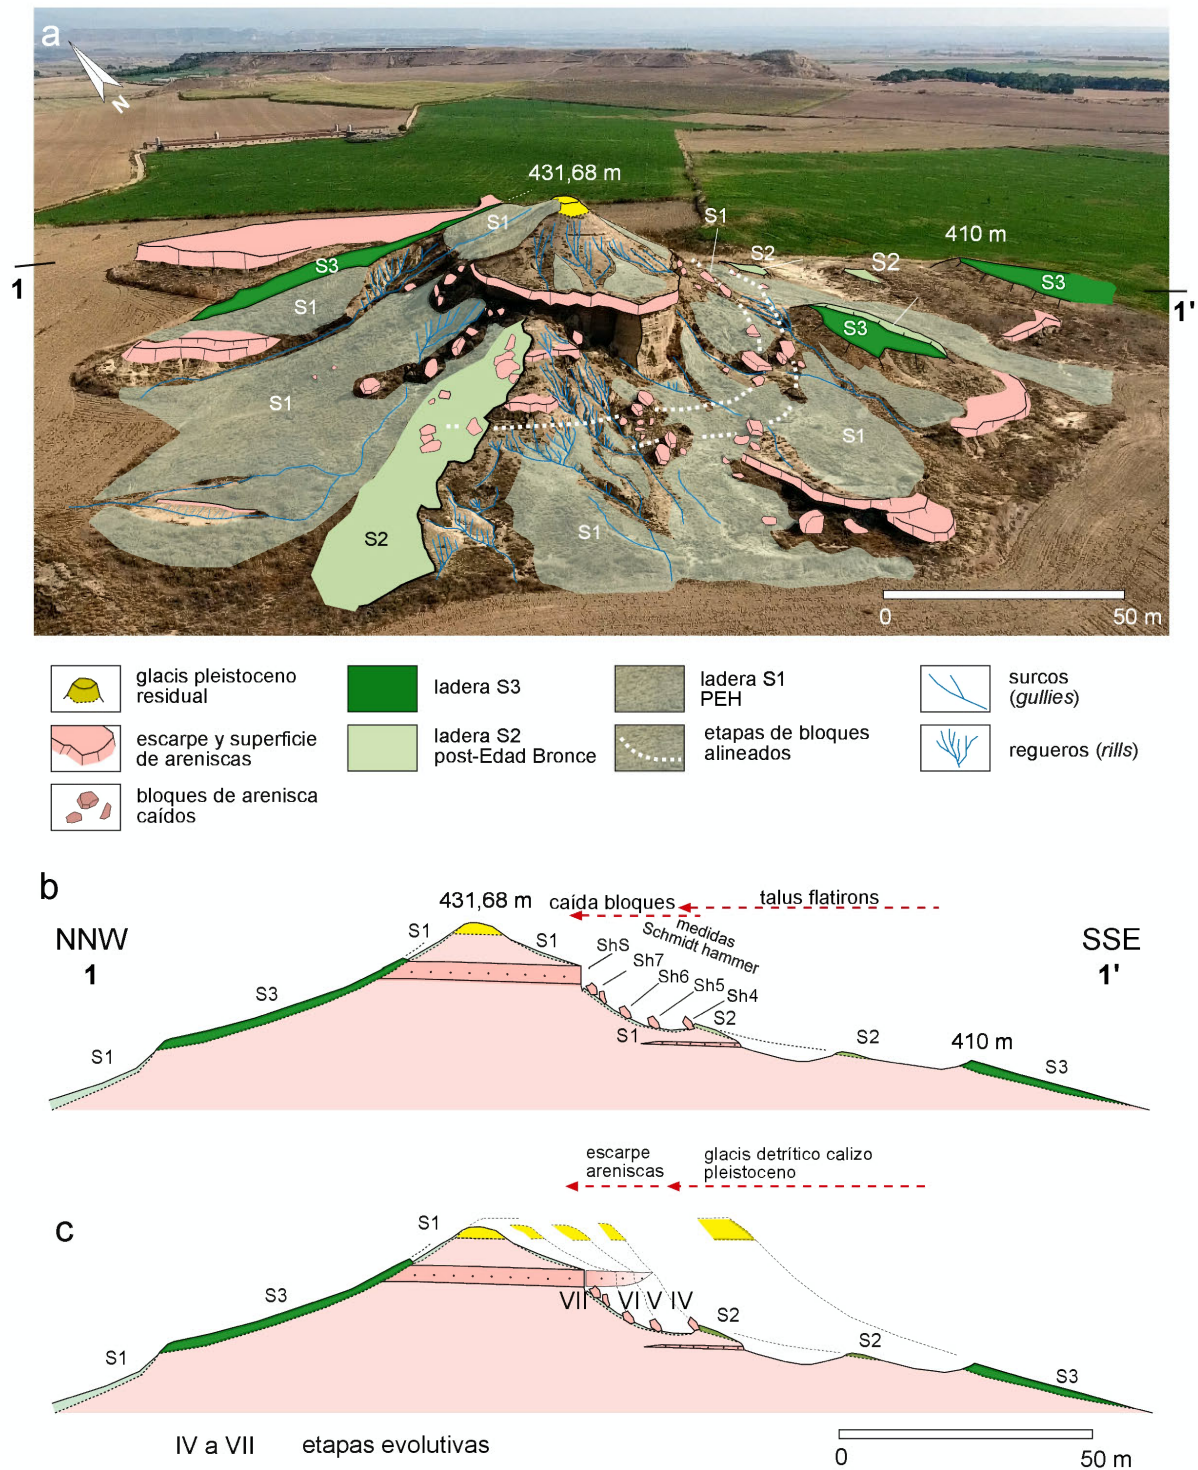 a
N
431,68 m
S1
S1
S2
S2
410 m
S3
S3
S1
S3
1
1'
S1
S1
S2
S1
0 50 m
glacis pleistoceno
residual
escarpe y superficie
de areniscas
bloques de arenisca
caídos
ladera S3
ladera S2
post-Edad Bronce
ladera S1
PEH
etapas de bloques
alineados
surcos
(gullies)
regueros (rills)
b
431,68 m
caída bloques
talus flatirons
medidas
Schmidt hammer
NNW
1
SSE
1'
S1
S1
ShS
Sh7
Sh6
Sh5
Sh4
S3
S2
S1
S2
410 m
S3
S1
escarpe
areniscas
glacis detrítico calizo
pleistoceno
c
S1
S3
VII VI V IV
S2
S2
S3
S1
IV a VII etapas evolutivas
0 50 m